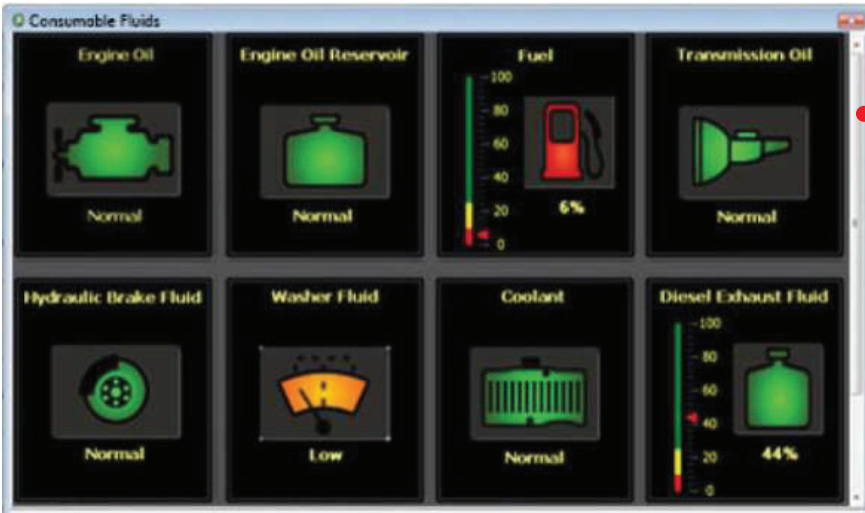 Consumable Fluids
Engine Oil
Normal
Engine Oil Reservoir
Normal
Fuel
100
80
60
40
20
0
6%
Transmission Oil
Normal
Hydraulic Brake Fluid
Normal
Washer Fluid
Low
Coolant
Normal
Diesel Exhaust Fluid
100
80
60
40
20
0
44%